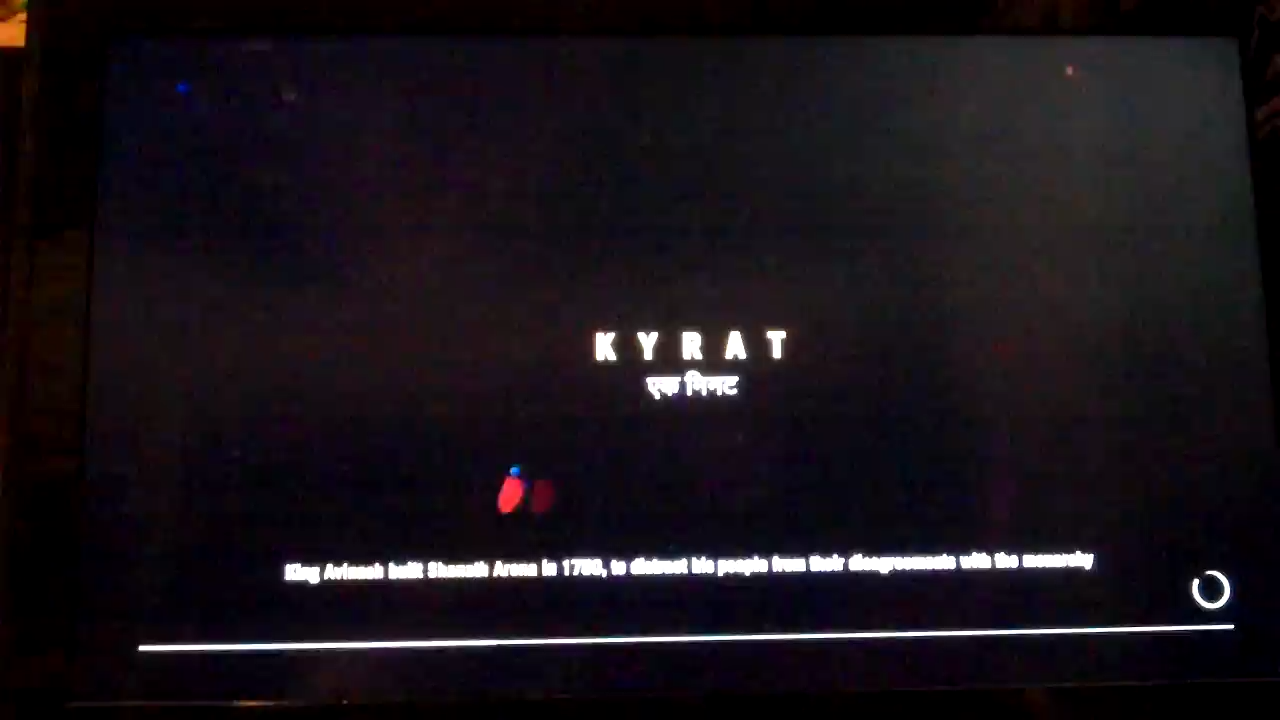 KYRAT
एक मिनट
King Avinash built Shanath Arena in 1780, to distract his people from their disagreements with the monarchy